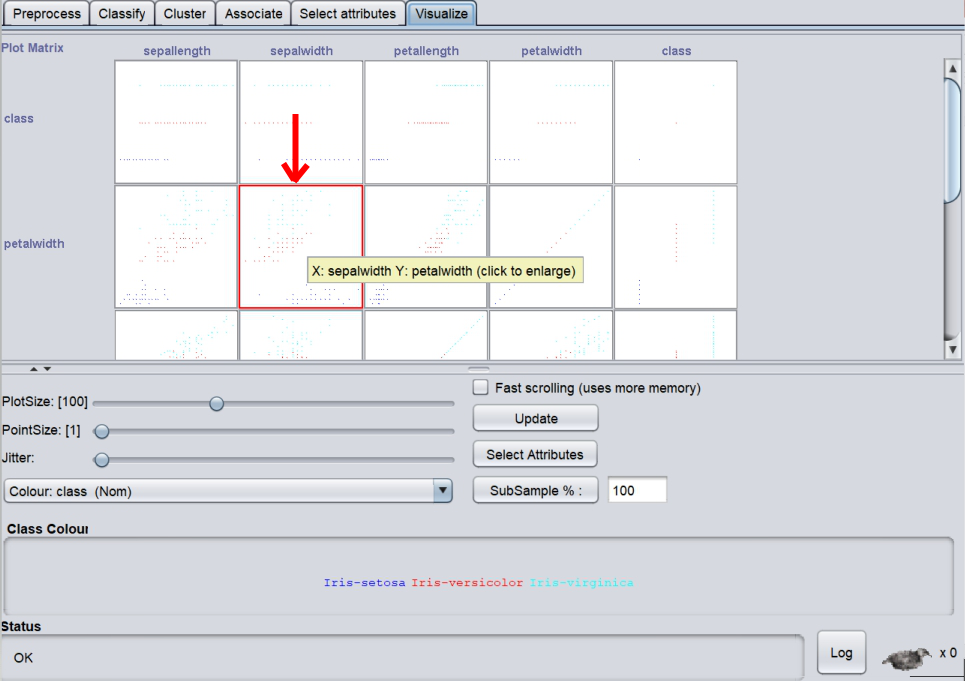 Preprocess Classify Cluster Associate Select attributes Visualize
Plot Matrix sepallength sepalwidth petallength petalwidth class
class
petalwidth
X: sepalwidth Y: petalwidth (click to enlarge)
PlotSize: [100]
PointSize: [1]
Jitter:
Colour: class (Nom)
Fast scrolling (uses more memory)
Update
Select Attributes
SubSample % : 100
Class Colour
Iris-setosa Iris-versicolor Iris-virginica
Status
OK
Log
x 0